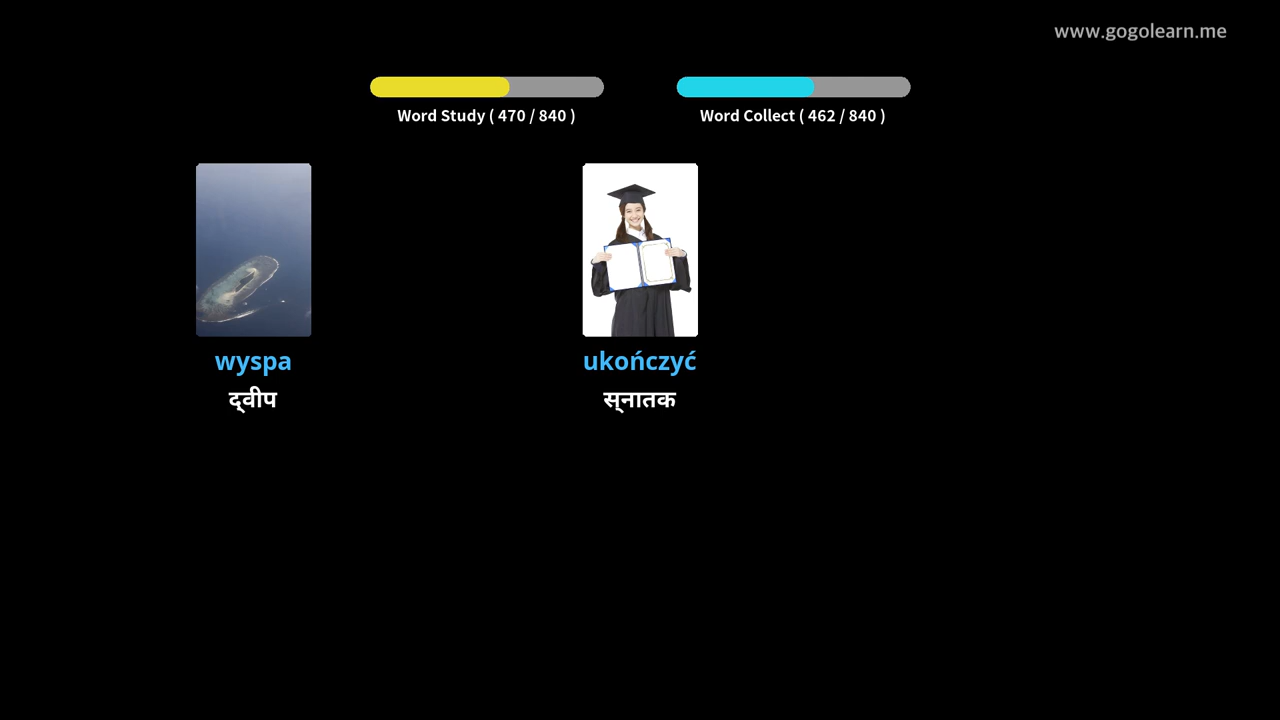 www.gogolearn.me
Word Study ( 470 / 840 )
Word Collect ( 462 / 840 )
wyspa
ukończyć
द्वीप
स्नातक